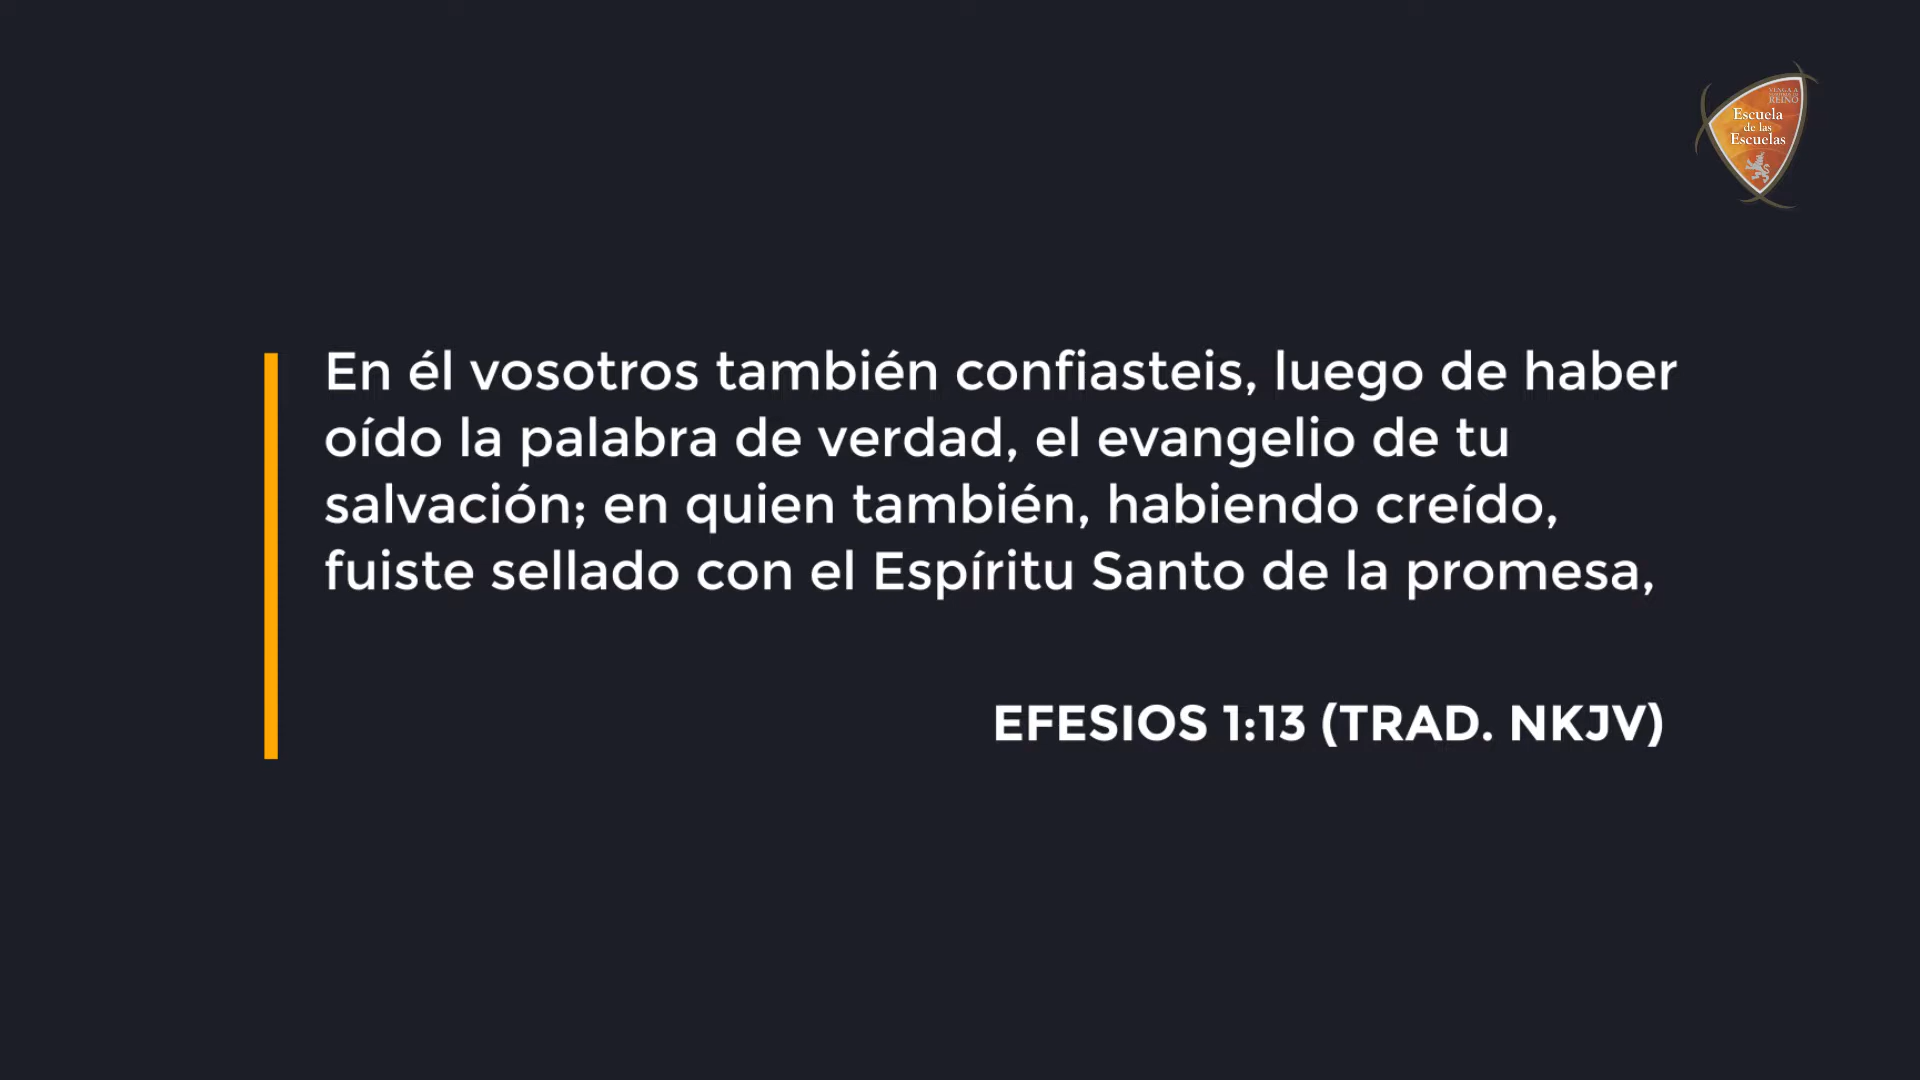 VENGA A
REINO
Escuela
de las
Escuelas
En él vosotros también confiasteis, luego de haber
oído la palabra de verdad, el evangelio de tu
salvación; en quien también, habiendo creído,
fuiste sellado con el Espíritu Santo de la promesa,
EFESIOS 1:13 (TRAD. NKJV)